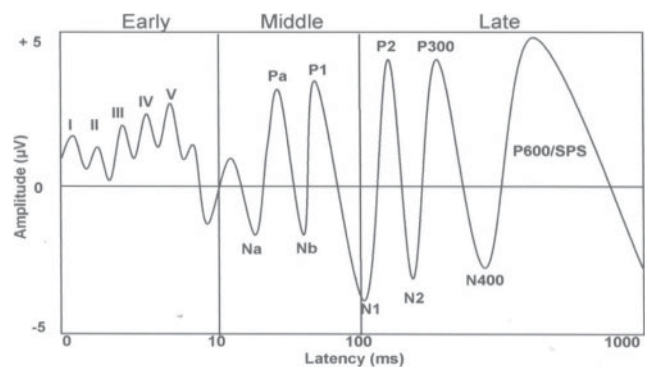 Early Middle Late
+ 5
P2 P300
Pa P1
I II III IV V
P600/SPS
Amplitude (µV)
0
Na Nb
N400
N1 N2
-5
0 10 100 1000
Latency (ms)